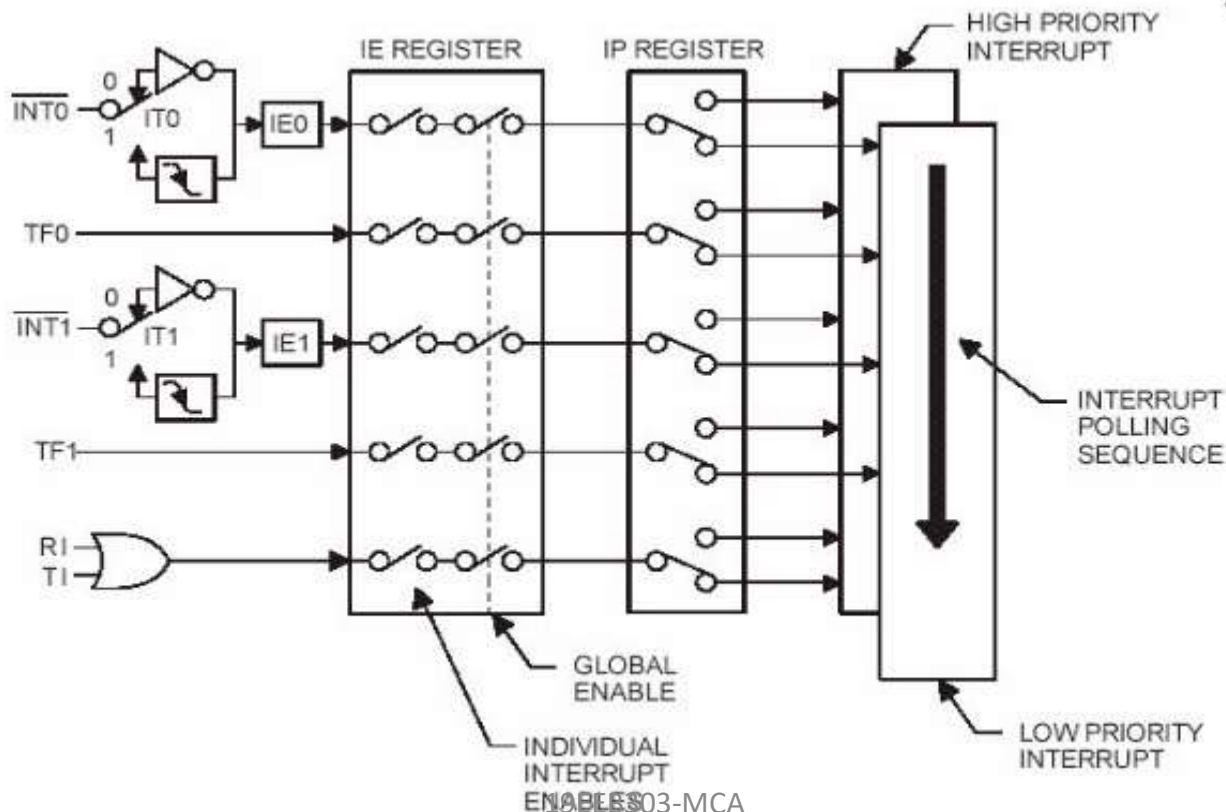 HIGH PRIORITY
INTERRUPT
IE REGISTER
IP REGISTER
0
INT0
IT0
1
IE0
TF0
0
INT1
IT1
1
IE1
TF1
RI
TI
INTERRUPT
POLLING
SEQUENCE
GLOBAL
ENABLE
LOW PRIORITY
INTERRUPT
INDIVIDUAL
INTERRUPT
ENABLES
03-MCA